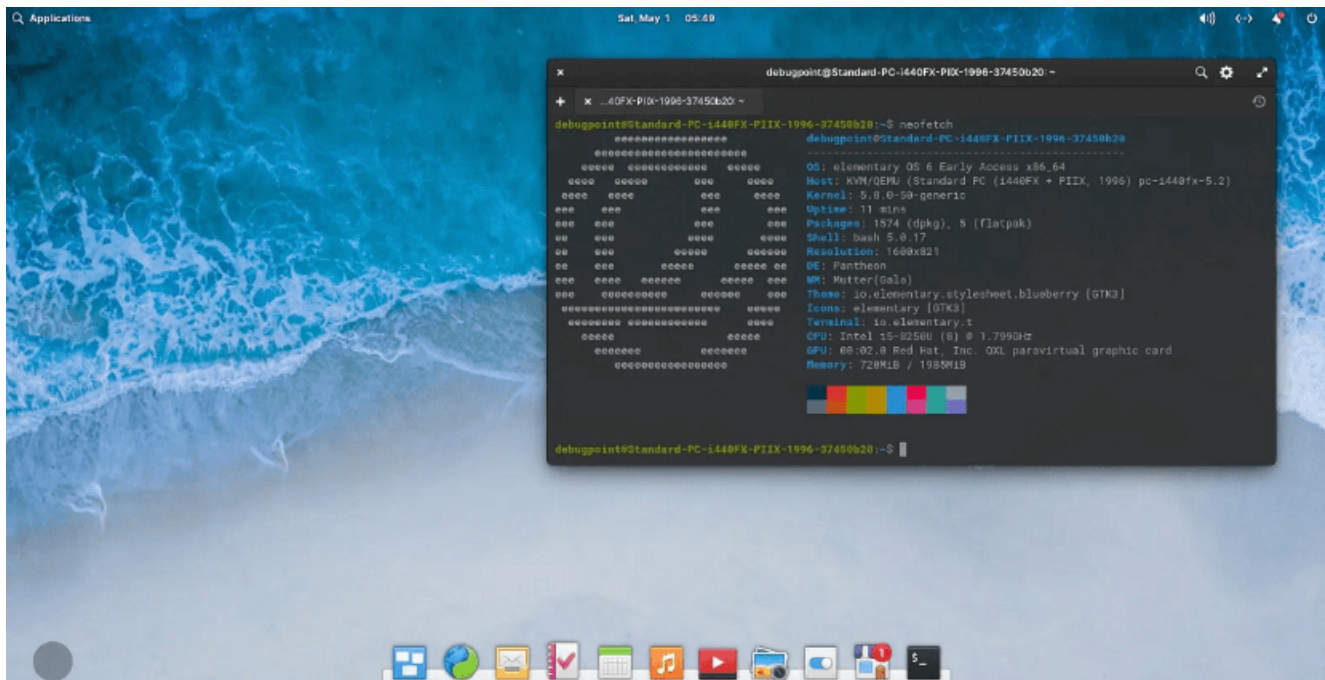 Applications
Sat, May 1 05:49
debugpoint@Standard-PC-i440FX-PIIX-1996-37450b20: ~
...40FX-PIIX-1996-37450b20: ~
debugpoint@Standard-PC-i440FX-PIIX-1996-37450b20:~$ neofetch
debugpoint@Standard-PC-i440FX-PIIX-1996-37450b20
------------------------------------------------
OS: elementary OS 6 Early Access x86_64
Host: KVM/QEMU (Standard PC (i440FX + PIIX, 1996) pc-i440fx-5.2)
Kernel: 5.8.0-50-generic
Uptime: 11 mins
Packages: 1574 (dpkg), 5 (flatpak)
Shell: bash 5.0.17
Resolution: 1600x821
DE: Pantheon
WM: Mutter(Gala)
Theme: io.elementary.stylesheet.blueberry [GTK3]
Icons: elementary [GTK3]
Terminal: io.elementary.t
CPU: Intel i5-8250U (8) @ 1.799GHz
GPU: 00:02.0 Red Hat, Inc. QXL paravirtual graphic card
Memory: 720MiB / 1985MiB
debugpoint@Standard-PC-i440FX-PIIX-1996-37450b20:~$
1
$_